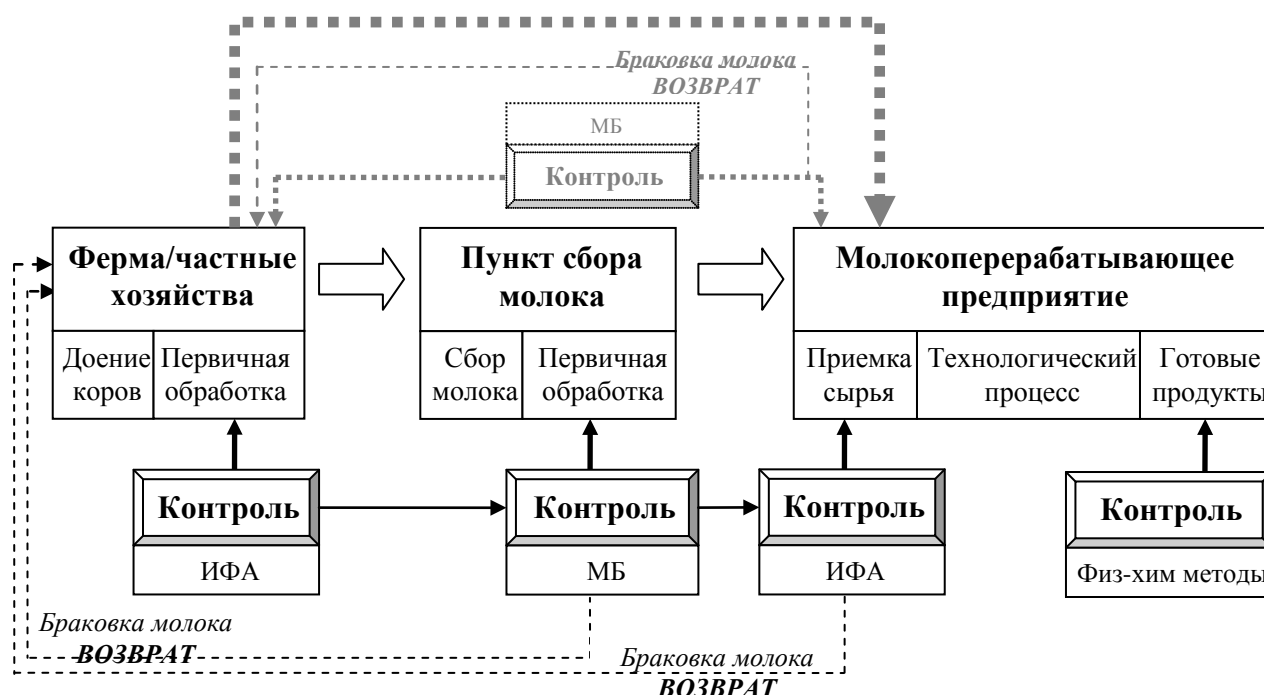 Браковка молока
ВОЗВРАТ
МБ
Контроль
Ферма/частные
хозяйства
Пункт сбора
молока
Молокоперерабатывающее
предприятие
Доение
коров
Первичная
обработка
Сбор
молока
Первичная
обработка
Приемка
сырья
Технологический
процесс
Готовые
продукты
Контроль
Контроль
Контроль
Контроль
ИФА
МБ
ИФА
Физ-хим методы
Браковка молока
ВОЗВРАТ
Браковка молока
ВОЗВРАТ